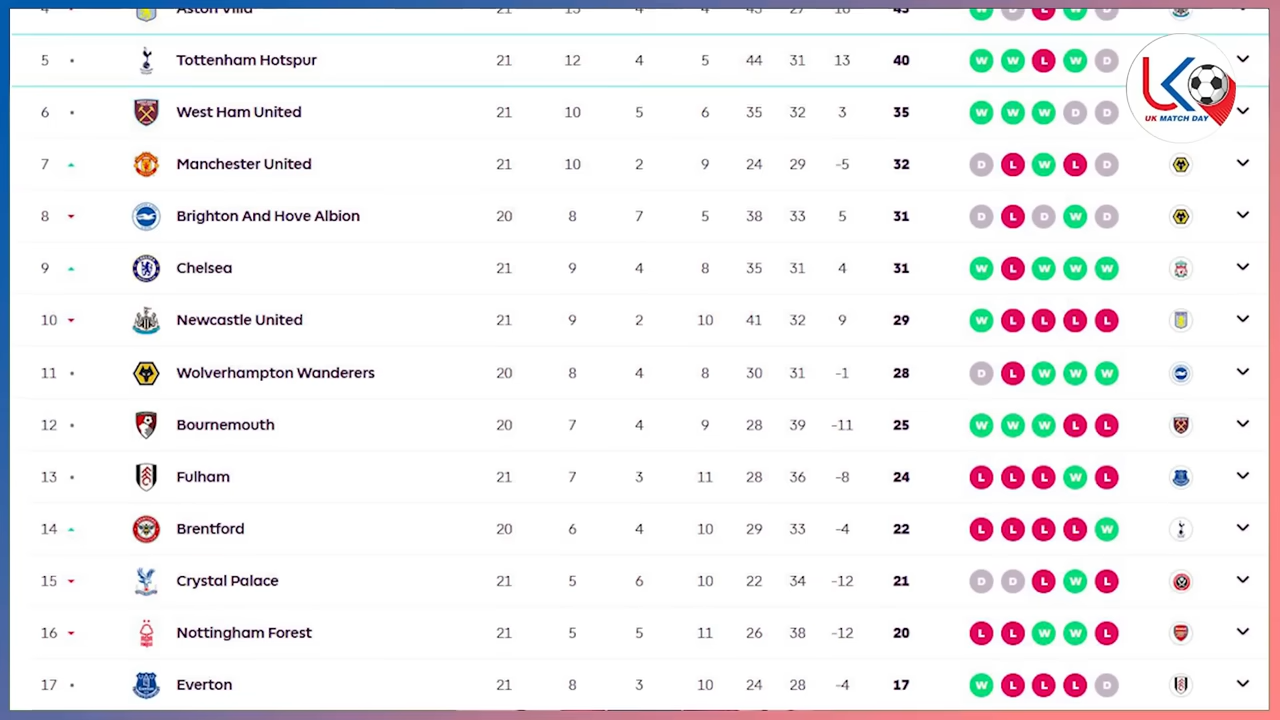 4 Aston Villa 21 13 4 4 43 27 16 43 W D L W D
5 Tottenham Hotspur 21 12 4 5 44 31 13 40 W W L W D
6 West Ham United 21 10 5 6 35 32 3 35 W W W D D
7 Manchester United 21 10 2 9 24 29 -5 32 D L W L D
8 Brighton And Hove Albion 20 8 7 5 38 33 5 31 D L D W D
9 Chelsea 21 9 4 8 35 31 4 31 W L W W W
10 Newcastle United 21 9 2 10 41 32 9 29 W L L L L
11 Wolverhampton Wanderers 20 8 4 8 30 31 -1 28 D L W W W
12 Bournemouth 20 7 4 9 28 39 -11 25 W W W L L
13 Fulham 21 7 3 11 28 36 -8 24 L L L W L
14 Brentford 20 6 4 10 29 33 -4 22 L L L L W
15 Crystal Palace 21 5 6 10 22 34 -12 21 D D L W L
16 Nottingham Forest 21 5 5 11 26 38 -12 20 L L W W L
17 Everton 21 8 3 10 24 28 -4 17 W L L L D
UK
UK MATCH DAY